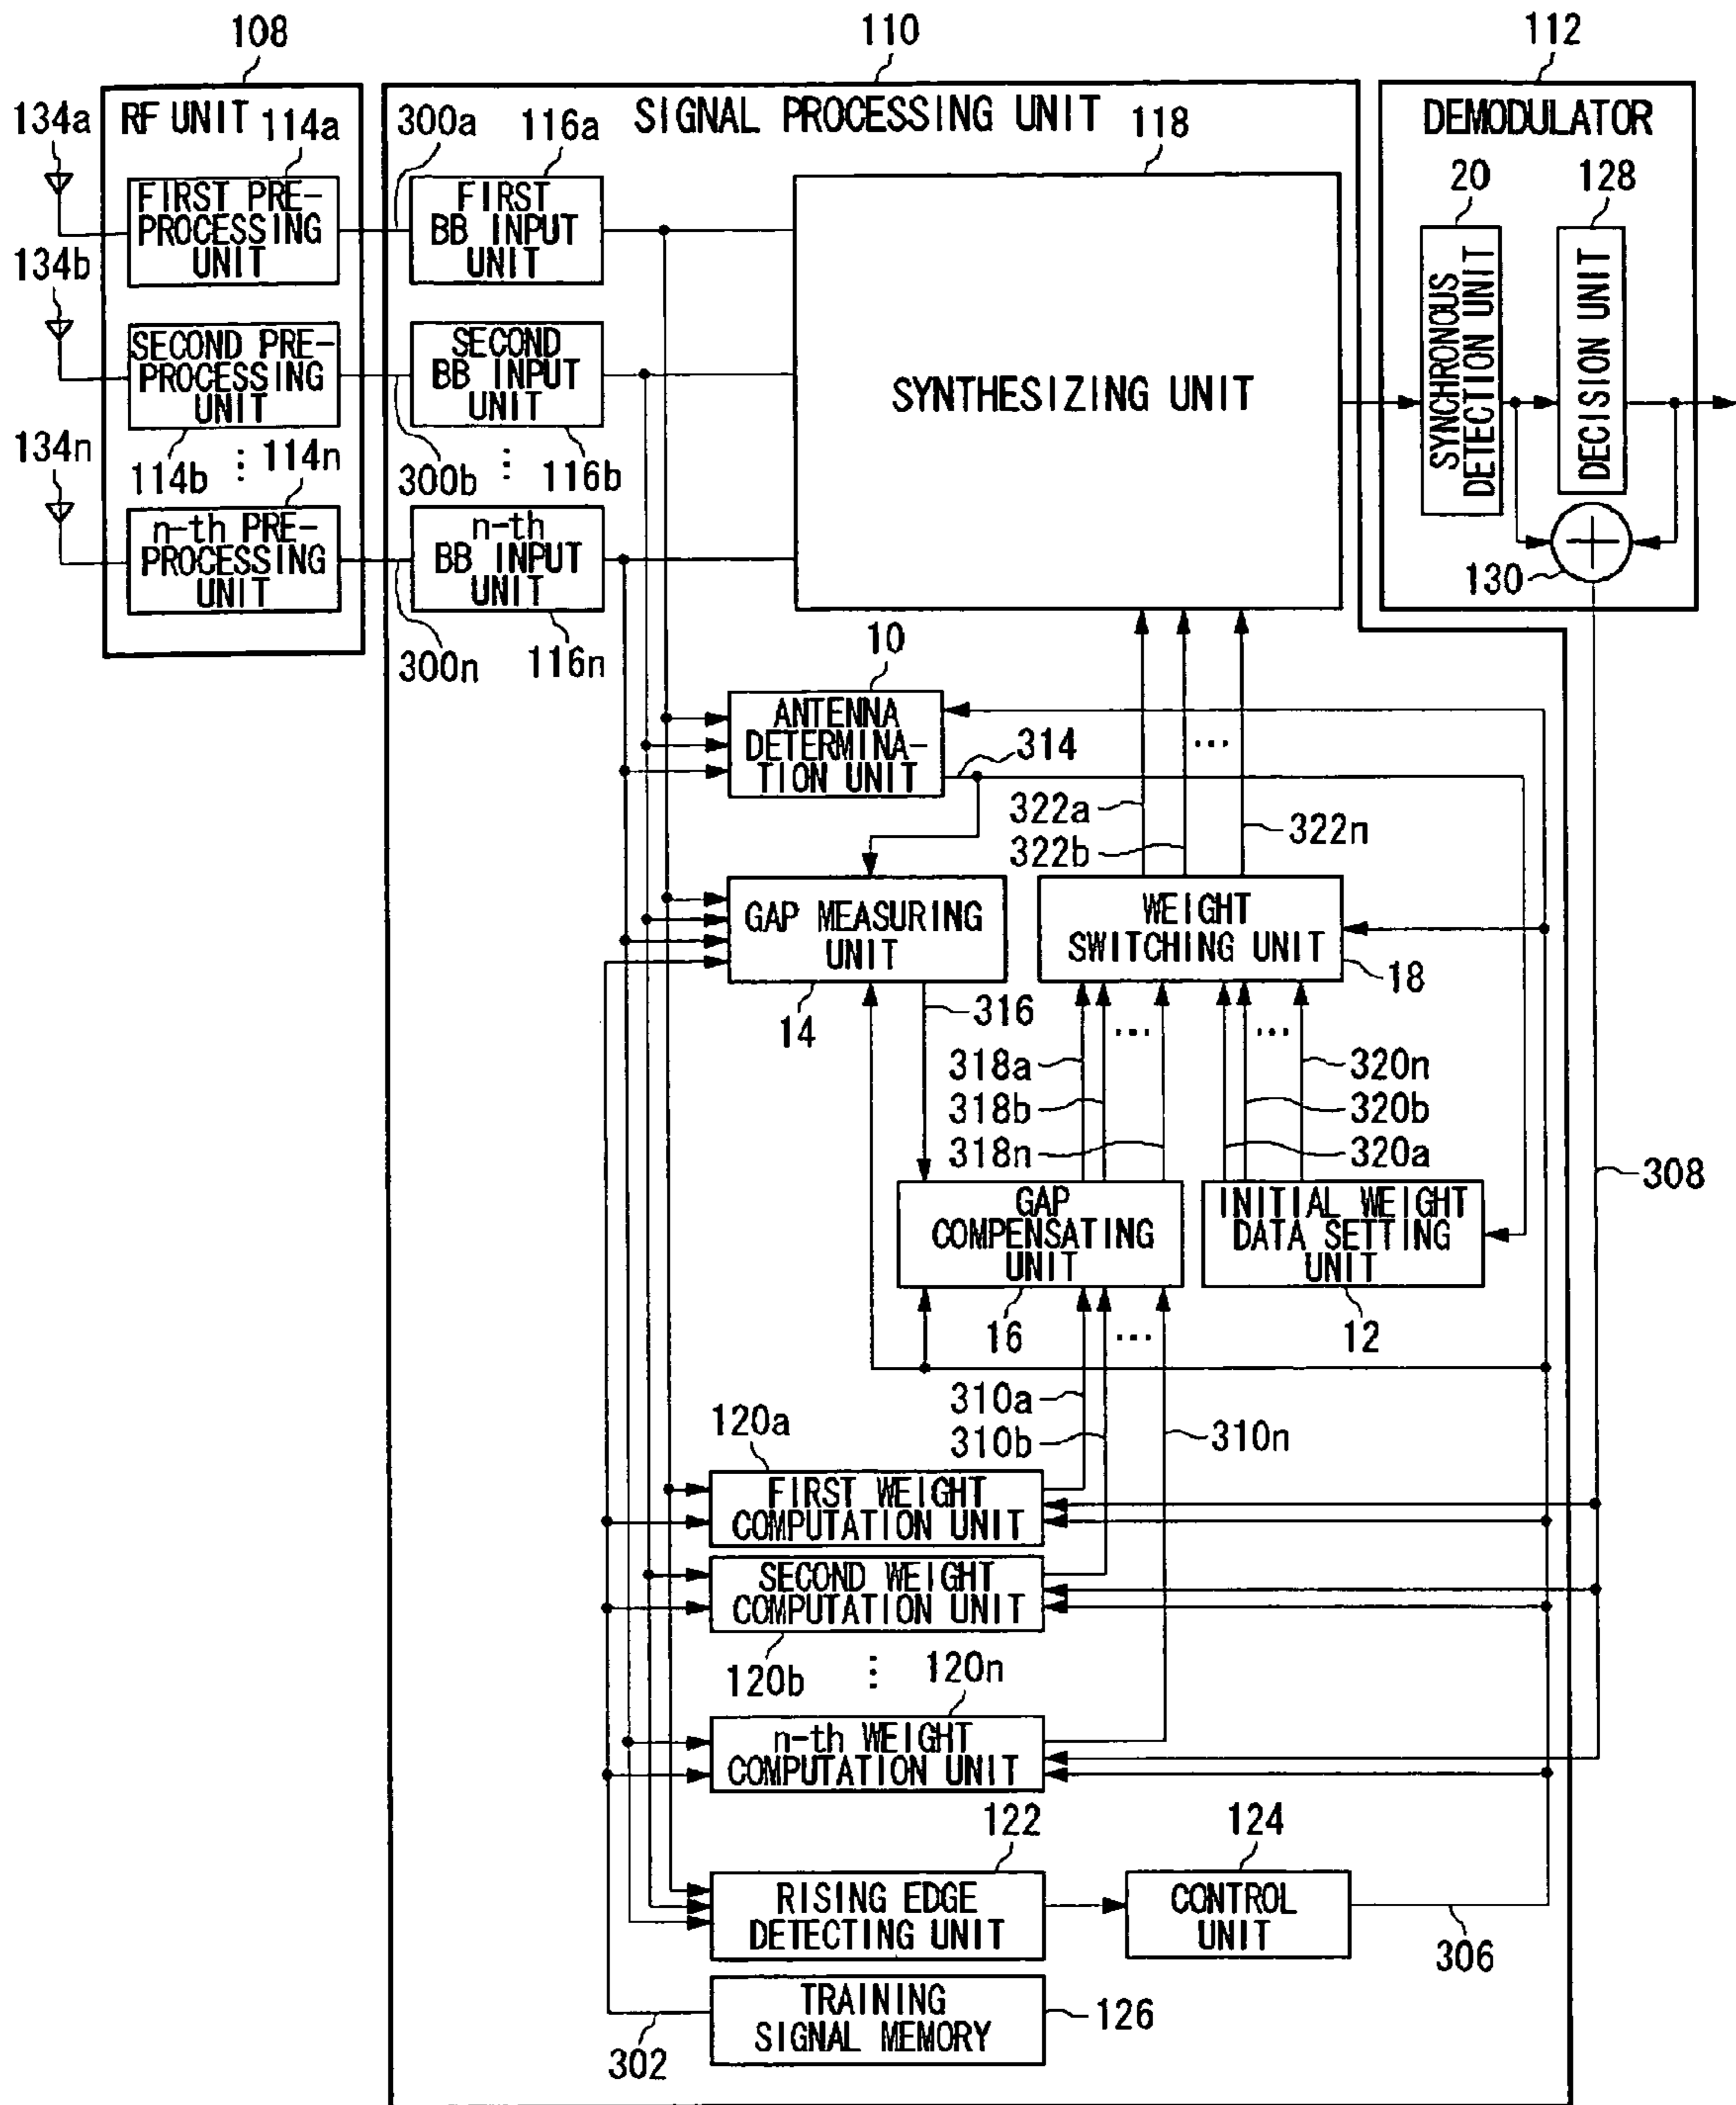 108
110
112
134a
RF UNIT
114a
300a
116a
SIGNAL PROCESSING UNIT
118
DEMODULATOR
FIRST PRE-
PROCESSING
UNIT
FIRST
BB INPUT
UNIT
20
128
134b
SECOND PRE-
PROCESSING
UNIT
SECOND
BB INPUT
UNIT
SYNTHESIZING UNIT
SYNCHRONOUS
DETECTION UNIT
DECISION UNIT
134n
114b
⋮
114n
300b
⋮
116b
n-th PRE-
PROCESSING
UNIT
n-th
BB INPUT
UNIT
130
300n
116n
10
ANTENNA
DETERMINA-
TION UNIT
314
...
322a
322b
322n
GAP MEASURING
UNIT
WEIGHT
SWITCHING UNIT
18
14
316
...
...
318a
318b
318n
320n
320b
320a
308
GAP
COMPENSATING
UNIT
INITIAL WEIGHT
DATA SETTING
UNIT
16
...
12
310a
310b
310n
120a
FIRST WEIGHT
COMPUTATION UNIT
SECOND WEIGHT
COMPUTATION UNIT
120b
⋮
120n
n-th WEIGHT
COMPUTATION UNIT
122
124
RISING EDGE
DETECTING UNIT
CONTROL
UNIT
306
TRAINING
SIGNAL MEMORY
126
302